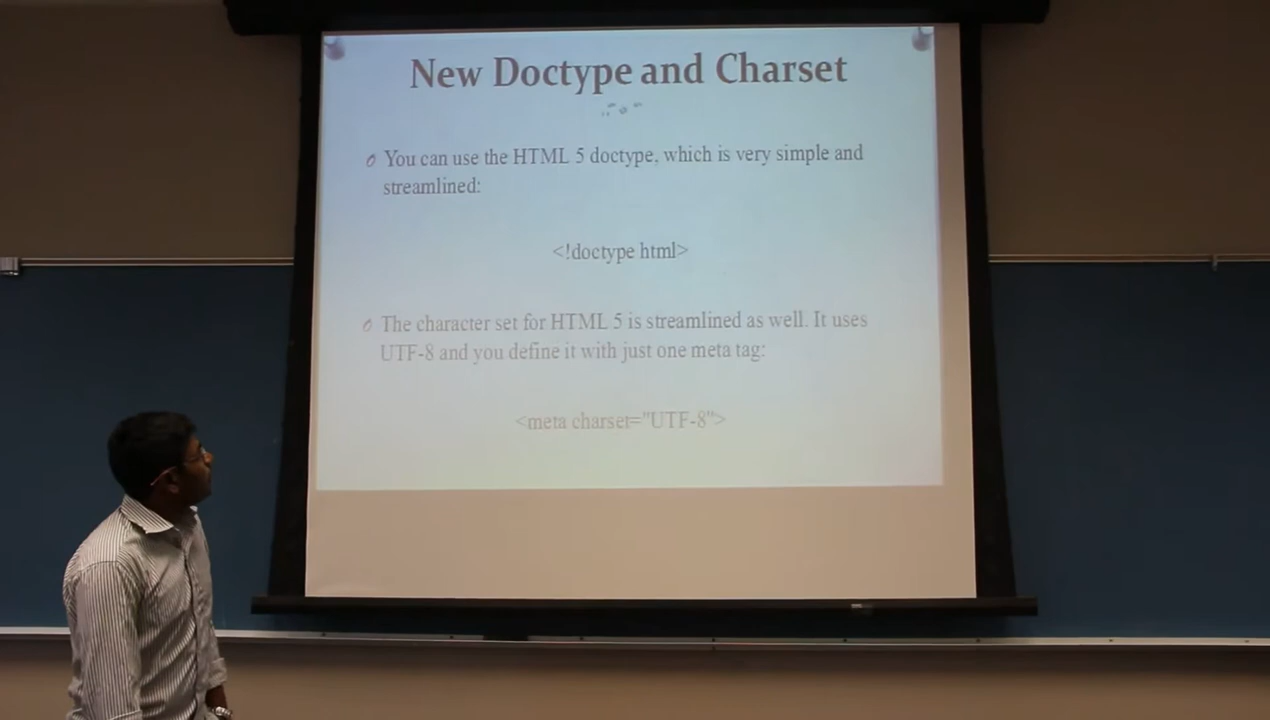 New Doctype and Charset
You can use the HTML 5 doctype, which is very simple and
streamlined:
<!doctype html>
The character set for HTML 5 is streamlined as well. It uses
UTF-8 and you define it with just one meta tag:
<meta charset="UTF-8">